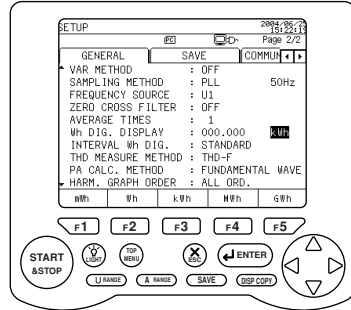 SETUP 2004/06/2
15:22:19
PC Page 2/2
GENERAL SAVE COMMUN
VAR METHOD : OFF
SAMPLING METHOD : PLL 50Hz
FREQUENCY SOURCE : U1
ZERO CROSS FILTER : OFF
AVERAGE TIMES : 1
Wh DIG. DISPLAY : 000.000 kWh
INTERVAL Wh DIG. : STANDARD
THD MEASURE METHOD : THD-F
PA CALC. METHOD : FUNDAMENTAL WAVE
HARM. GRAPH ORDER : ALL ORD.
mWh Wh kWh MWh GWh
F1 F2 F3 F4 F5
START &STOP LIGHT TOP MENU ESC ENTER
U RANGE A RANGE SAVE DISP COPY